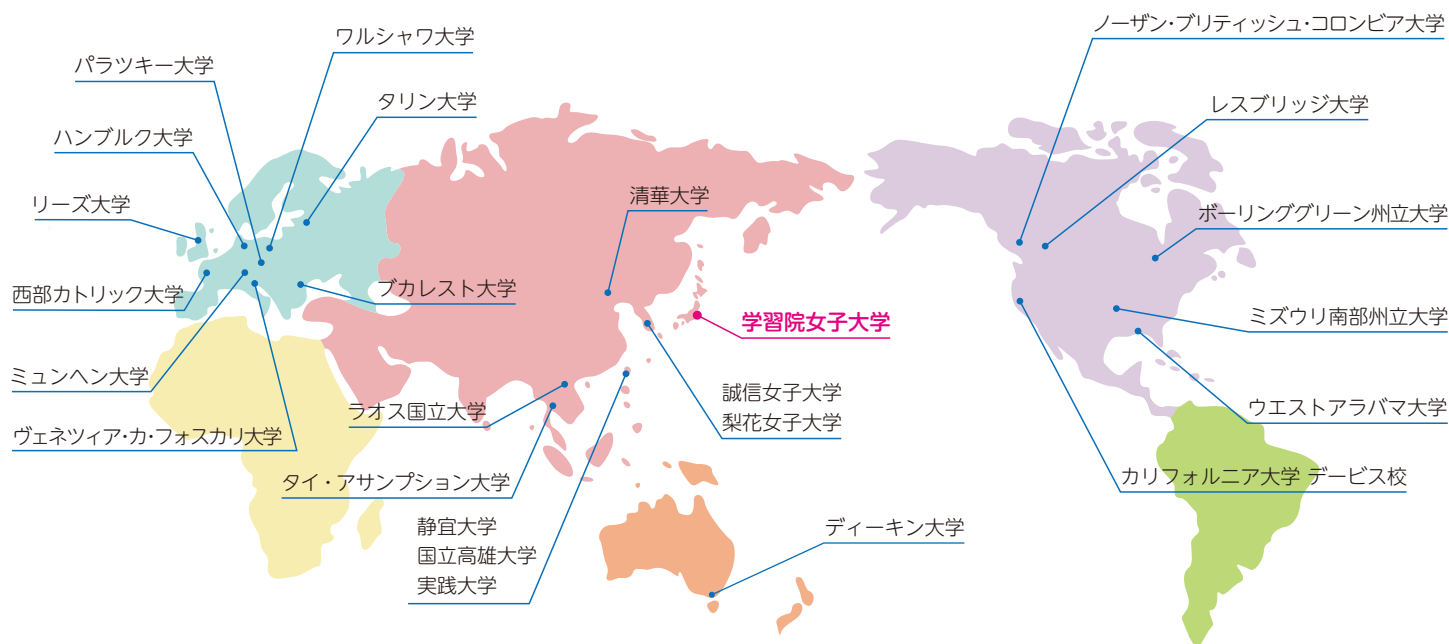 ワルシャワ大学
パラツキー大学
タリン大学
ハンブルク大学
リーズ大学
西部カトリック大学
ブカレスト大学
ミュンヘン大学
ヴェネツィア・カ・フォスカリ大学
清華大学
学習院女子大学
誠信女子大学
梨花女子大学
ラオス国立大学
タイ・アサンプション大学
静宜大学
国立高雄大学
実践大学
ディーキン大学
ノーザン・ブリティッシュ・コロンビア大学
レスブリッジ大学
ボーリンググリーン州立大学
ミズウリ南部州立大学
ウエストアラバマ大学
カリフォルニア大学 デービス校